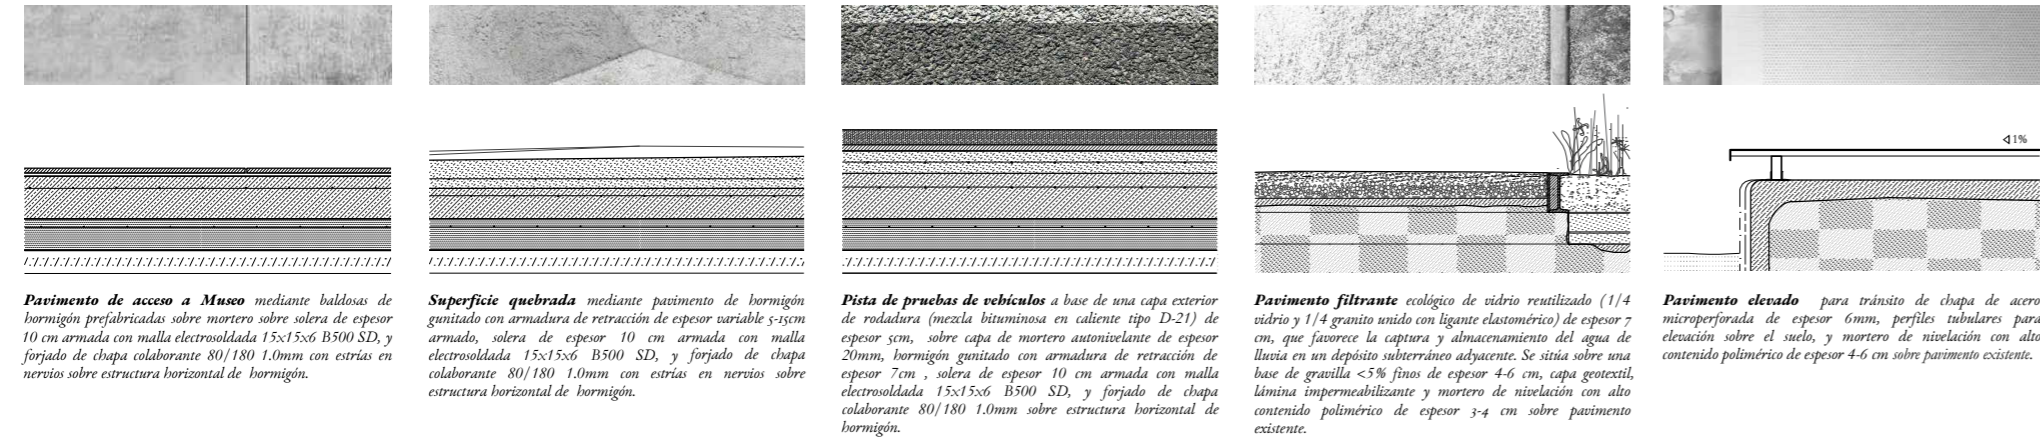 ◁1%
Pavimento de acceso a Museo mediante baldosas de
hormigón prefabricadas sobre mortero sobre solera de espesor
10 cm armada con malla electrosoldada 15x15x6 B500 SD, y
forjado de chapa colaborante 80/180 1.0mm con estrías en
nervios sobre estructura horizontal de hormigón.
Superficie quebrada mediante pavimento de hormigón
gunitado con armadura de retracción de espesor variable 5-15cm
armado, solera de espesor 10 cm armada con malla
electrosoldada 15x15x6 B500 SD, y forjado de chapa
colaborante 80/180 1.0mm con estrías en nervios sobre
estructura horizontal de hormigón.
Pista de pruebas de vehículos a base de una capa exterior
de rodadura (mezcla bituminosa en caliente tipo D-21) de
espesor 5cm, sobre capa de mortero autonivelante de espesor
20mm, hormigón gunitado con armadura de retracción de
espesor 7cm , solera de espesor 10 cm armada con malla
electrosoldada 15x15x6 B500 SD, y forjado de chapa
colaborante 80/180 1.0mm sobre estructura horizontal de
hormigón.
Pavimento filtrante ecológico de vidrio reutilizado (1/4
vidrio y 1/4 granito unido con ligante elastomérico) de espesor 7
cm, que favorece la captura y almacenamiento del agua de
lluvia en un depósito subterráneo adyacente. Se sitúa sobre una
base de gravilla <5% finos de espesor 4-6 cm, capa geotextil,
lámina impermeabilizante y mortero de nivelación con alto
contenido polimérico de espesor 3-4 cm sobre pavimento
existente.
Pavimento elevado para tránsito de chapa de acero
microperforada de espesor 6mm, perfiles tubulares para
elevación sobre el suelo, y mortero de nivelación con alto
contenido polimérico de espesor 4-6 cm sobre pavimento existente.